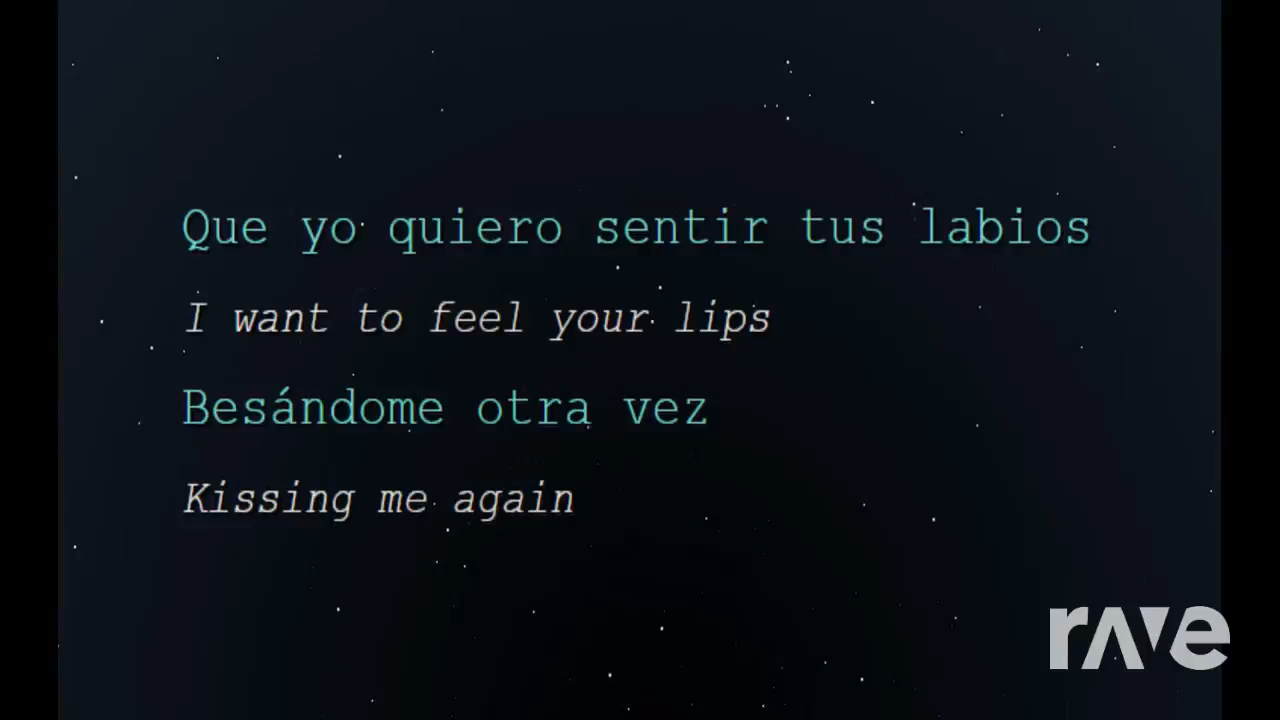 Que yo quiero sentir tus labios
I want to feel your lips
Besándome otra vez
Kissing me again
rave